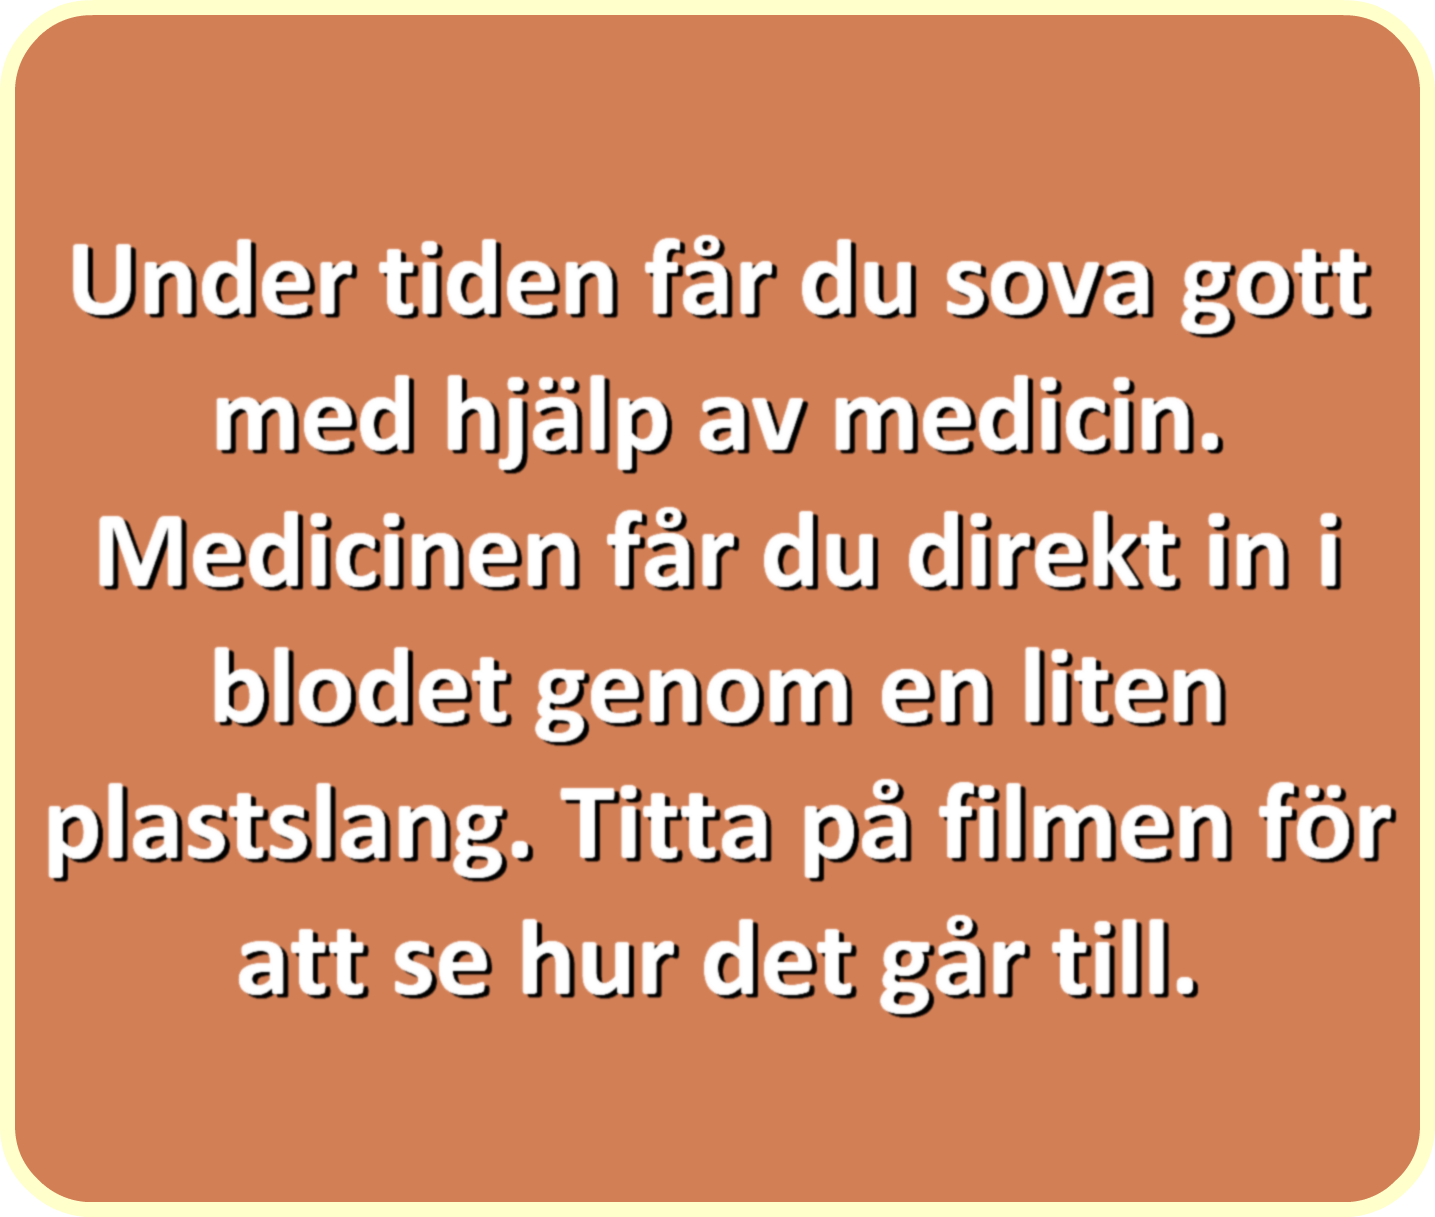 Under tiden får du sova gott
med hjälp av medicin.
Medicinen får du direkt in i
blodet genom en liten
plastslang. Titta på filmen för
att se hur det går till.